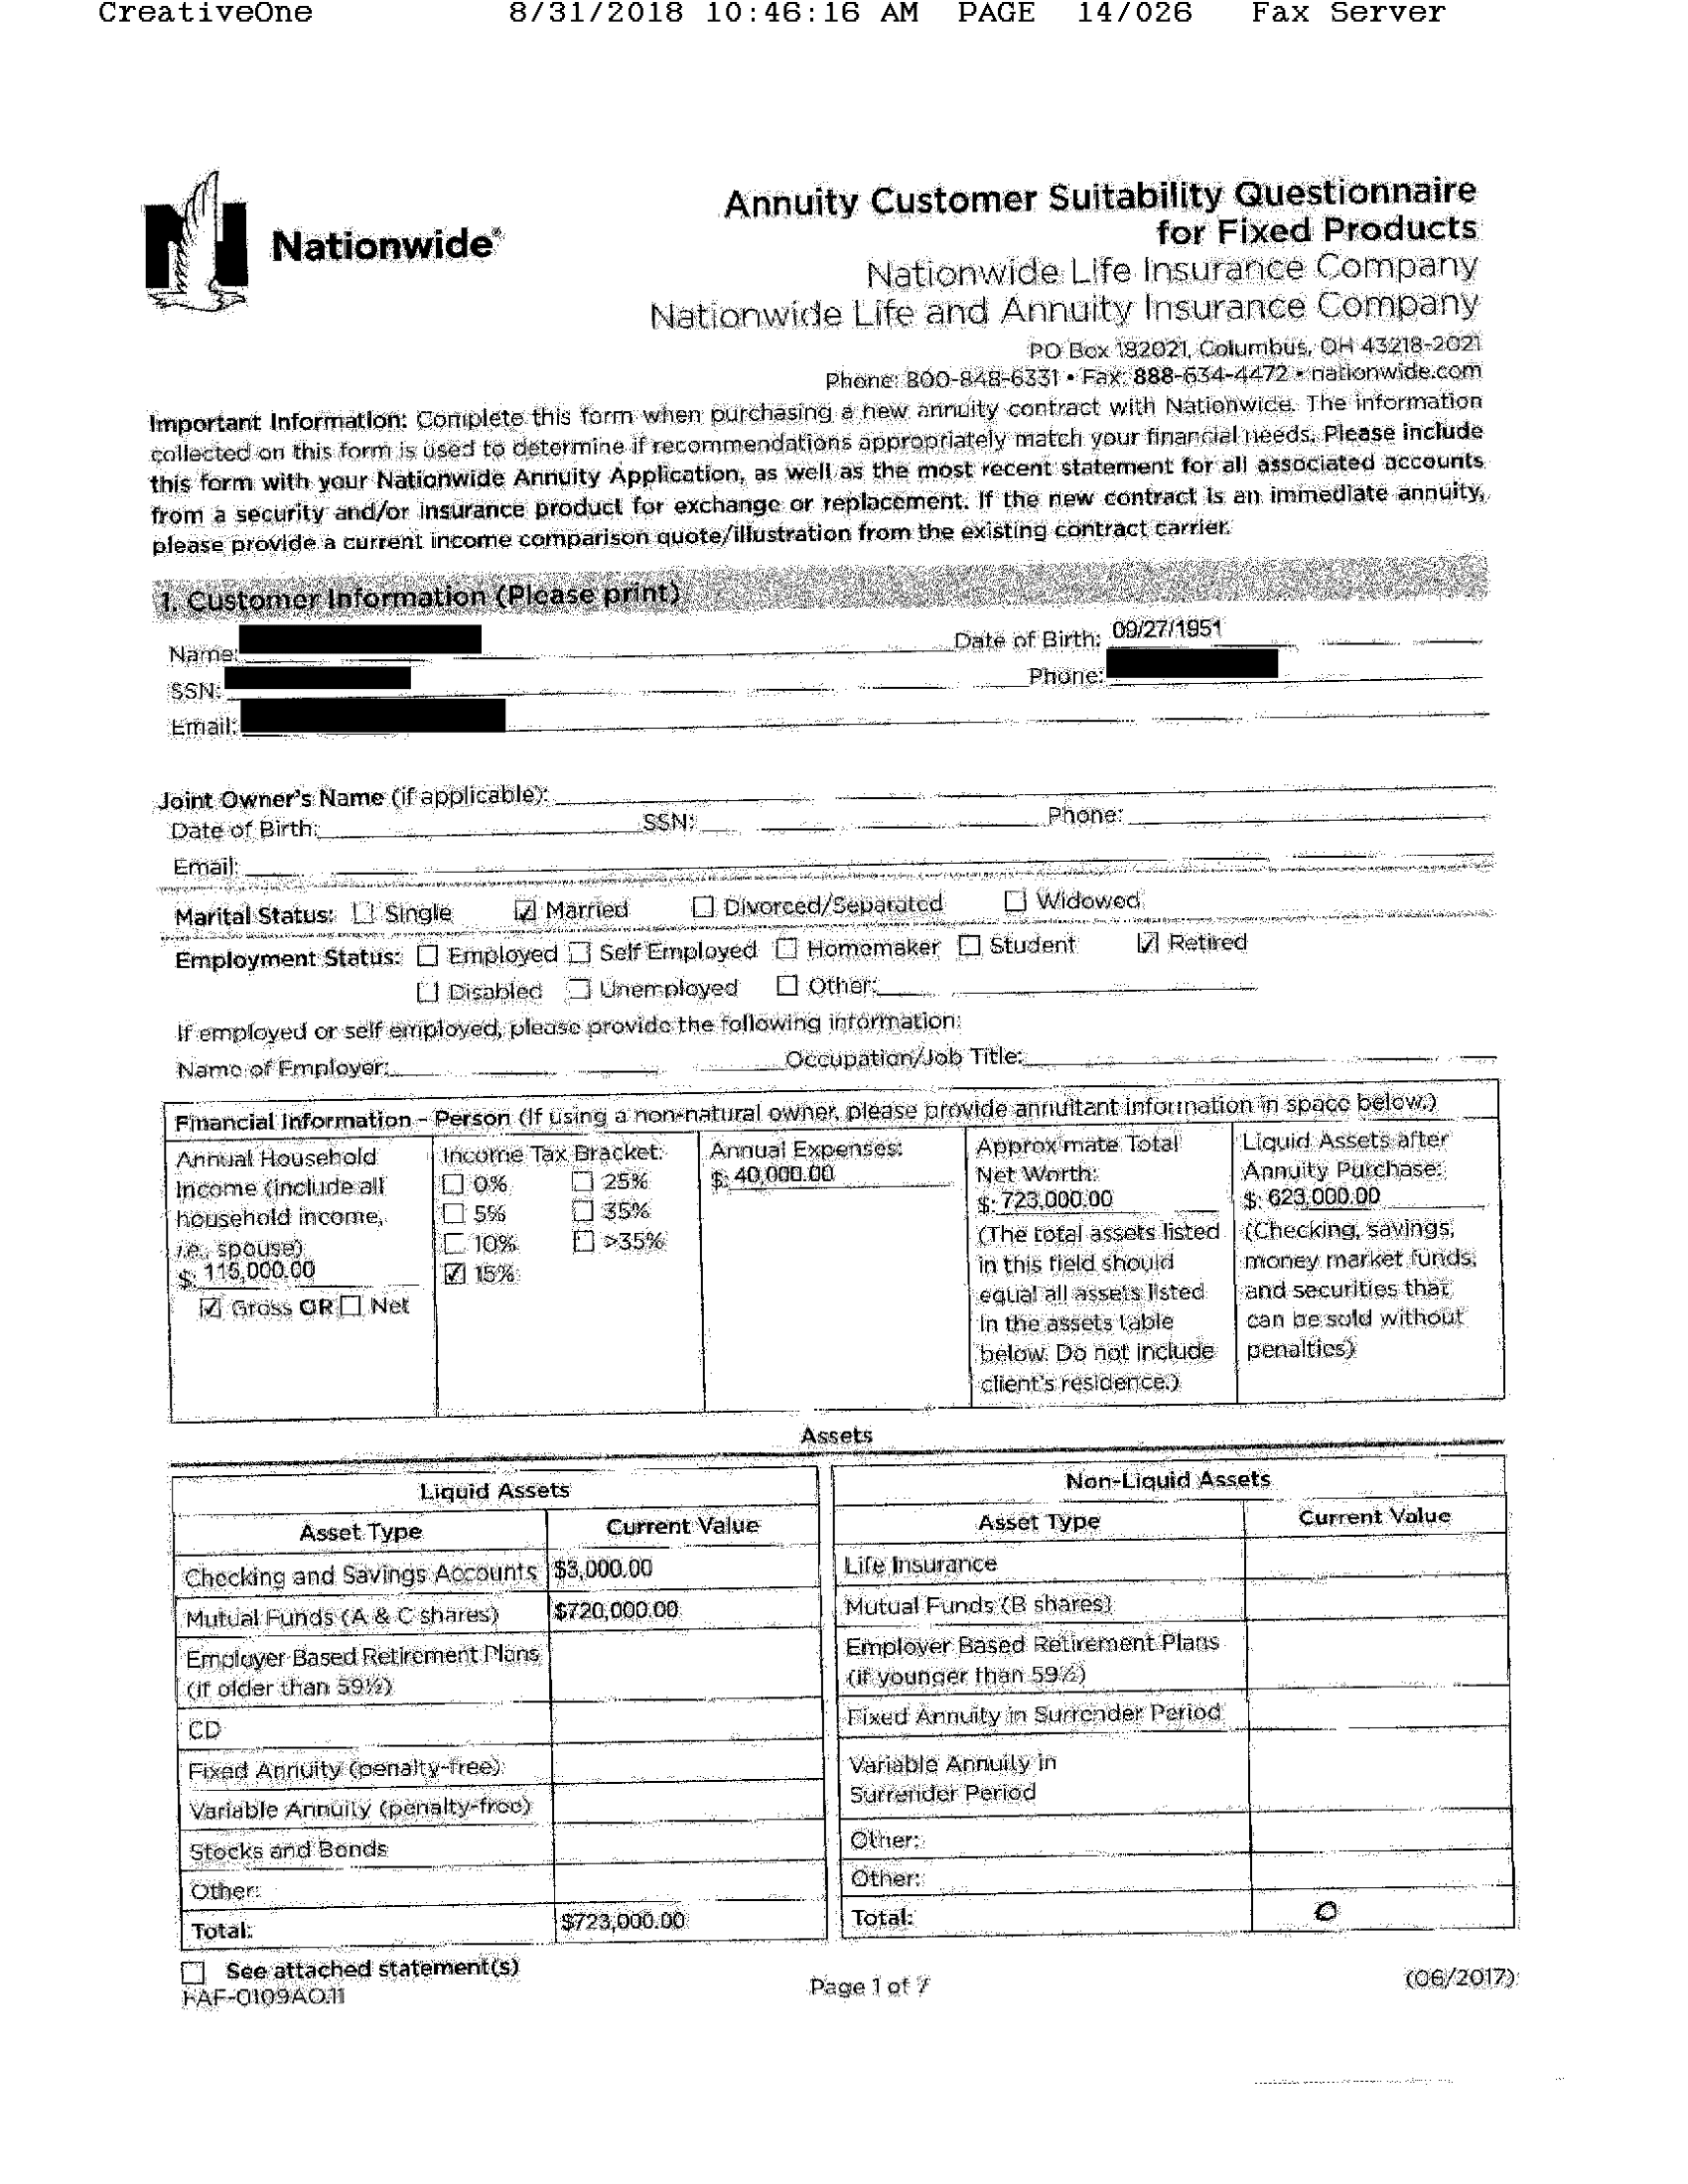 CreativeOne 8/31/2018 10:46:16 AM PAGE 14/026 Fax Server
Nationwide®
Annuity Customer Suitability Questionnaire
for Fixed Products
Nationwide Life Insurance Company
Nationwide Life and Annuity Insurance Company
PO Box 182021, Columbus, OH 43218-2021
Phone: 800-848-6331 • Fax: 888-634-4472 • nationwide.com
Important Information: Complete this form when purchasing a new annuity contract with Nationwide. The information
collected on this form is used to determine if recommendations appropriately match your financial needs. Please include
this form with your Nationwide Annuity Application, as well as the most recent statement for all associated accounts
from a security and/or insurance product for exchange or replacement. If the new contract is an immediate annuity,
please provide a current income comparison quote/illustration from the existing contract carrier.
1. Customer Information (Please print)
Name: Date of Birth: 09/27/1951
SSN: Phone:
Email:
Joint Owner's Name (if applicable):
Date of Birth: SSN: Phone:
Email:
Marital Status: ☐ Single ☑ Married ☐ Divorced/Separated ☐ Widowed
Employment Status: ☐ Employed ☐ Self Employed ☐ Homemaker ☐ Student ☑ Retired
☐ Disabled ☐ Unemployed ☐ Other:
If employed or self employed, please provide the following information:
Name of Employer: Occupation/Job Title:
Financial Information - Person (If using a non-natural owner, please provide annuitant information in space below.)
Annual Household
Income (include all
household income,
i.e., spouse)
$: 115,000.00
☑ Gross OR ☐ Net
Income Tax Bracket:
☐ 0% ☐ 25%
☐ 5% ☐ 35%
☐ 10% ☐ >35%
☑ 15%
Annual Expenses:
$: 40,000.00
Approximate Total
Net Worth:
$: 723,000.00
(The total assets listed
in this field should
equal all assets listed
in the assets table
below. Do not include
client's residence.)
Liquid Assets after
Annuity Purchase:
$: 623,000.00
(Checking, savings,
money market funds,
and securities that
can be sold without
penalties)
Assets
Liquid Assets
Asset Type Current Value
Checking and Savings Accounts $3,000.00
Mutual Funds (A & C shares) $720,000.00
Employer Based Retirement Plans
(if older than 59½)
CD
Fixed Annuity (penalty-free)
Variable Annuity (penalty-free)
Stocks and Bonds
Other:
Total: $723,000.00
Non-Liquid Assets
Asset Type Current Value
Life Insurance
Mutual Funds (B shares)
Employer Based Retirement Plans
(if younger than 59½)
Fixed Annuity in Surrender Period
Variable Annuity in
Surrender Period
Other:
Other:
Total: 0
☐ See attached statement(s)
FAF-0109AO.11 Page 1 of 7 (06/2017)